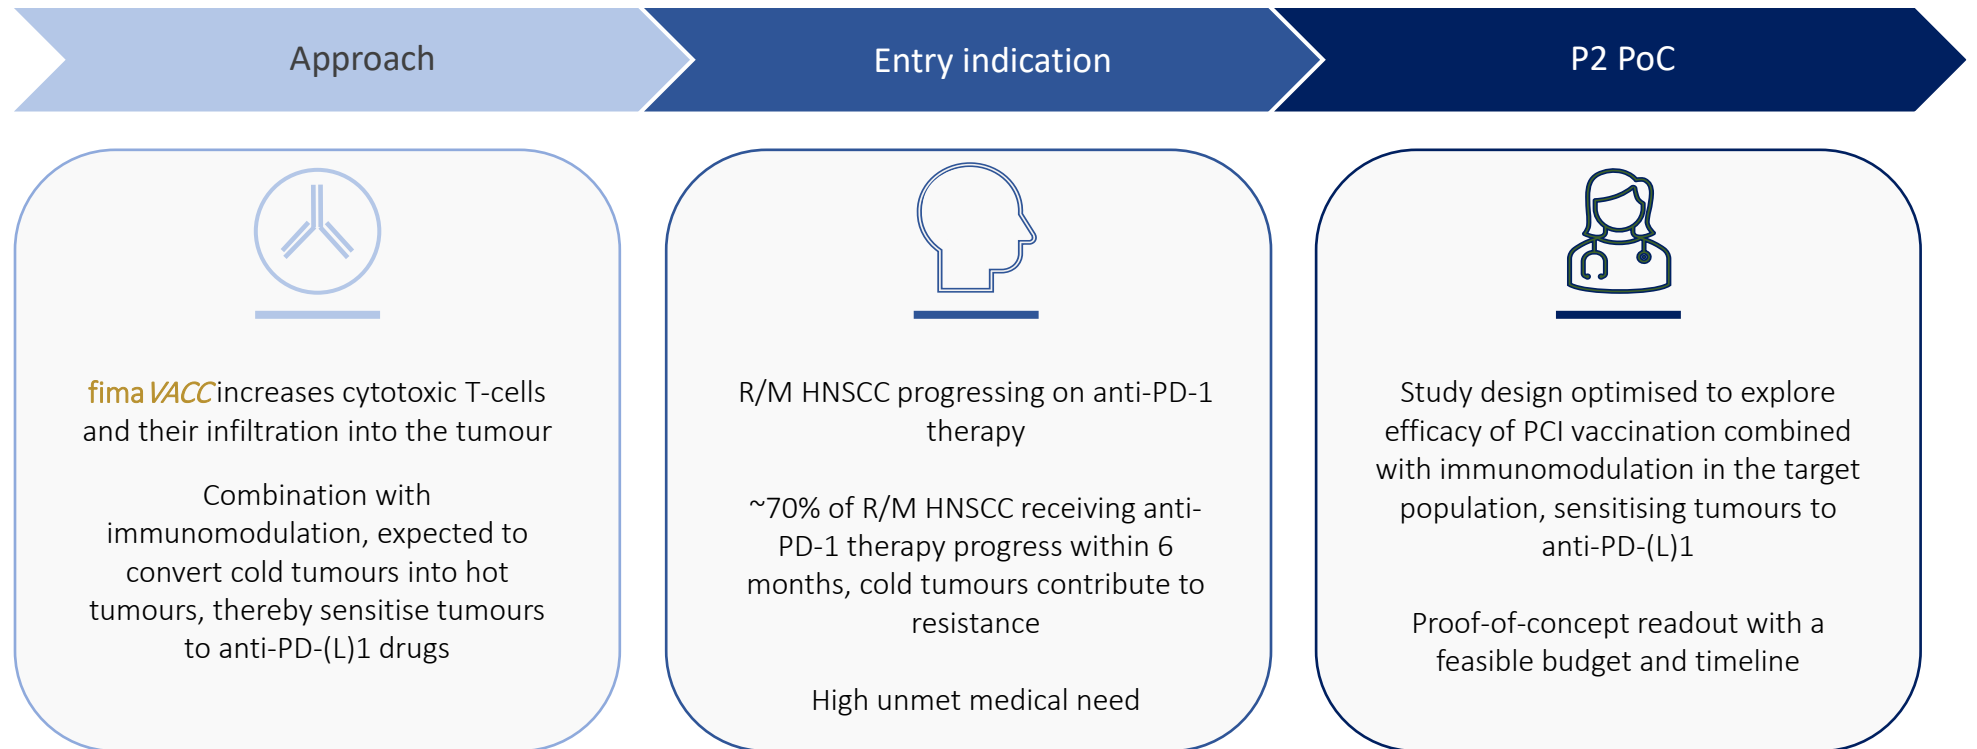 Approach
Entry indication
P2 PoC
fimaVACC increases cytotoxic T-cells
and their infiltration into the tumour
Combination with
immunomodulation, expected to
convert cold tumours into hot
tumours, thereby sensitise tumours
to anti-PD-(L)1 drugs
R/M HNSCC progressing on anti-PD-1
therapy
~70% of R/M HNSCC receiving anti-
PD-1 therapy progress within 6
months, cold tumours contribute to
resistance
High unmet medical need
Study design optimised to explore
efficacy of PCI vaccination combined
with immunomodulation in the target
population, sensitising tumours to
anti-PD-(L)1
Proof-of-concept readout with a
feasible budget and timeline